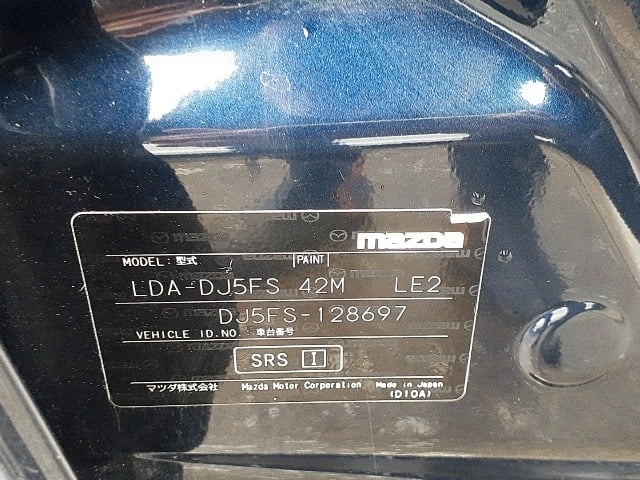 mazda
MODEL: 型式 PAINT
LDA-DJ5FS 42M LE2
DJ5FS-128697
VEHICLE ID.NO. 車台番号
SRS I
マツダ株式会社 Mazda Motor Corporation Made in Japan
(D10A)